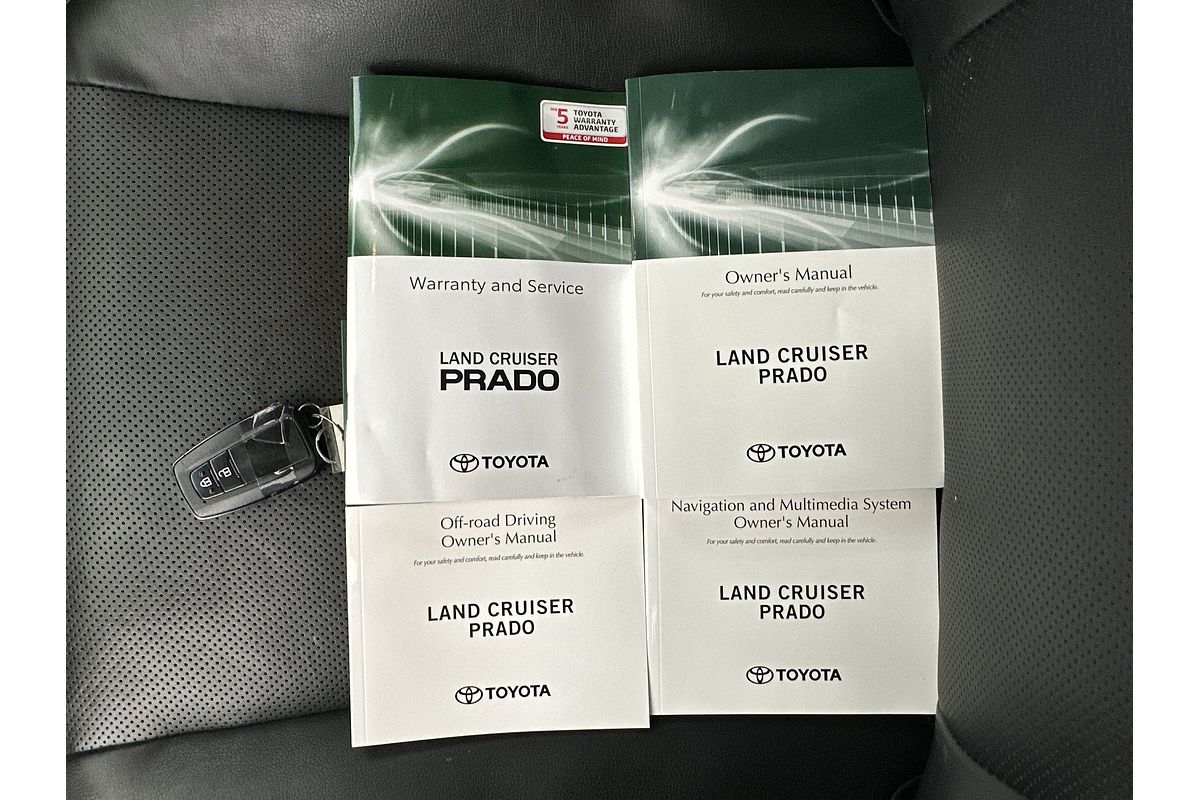 5
YEARS
TOYOTA
WARRANTY
ADVANTAGE
PEACE OF MIND
Warranty and Service
LAND CRUISER
PRADO
TOYOTA
Owner's Manual
For your safety and comfort, read carefully and keep in the vehicle.
LAND CRUISER
PRADO
TOYOTA
Off-road Driving
Owner's Manual
For your safety and comfort, read carefully and keep in the vehicle.
LAND CRUISER
PRADO
TOYOTA
Navigation and Multimedia System
Owner's Manual
For your safety and comfort, read carefully and keep in the vehicle.
LAND CRUISER
PRADO
TOYOTA